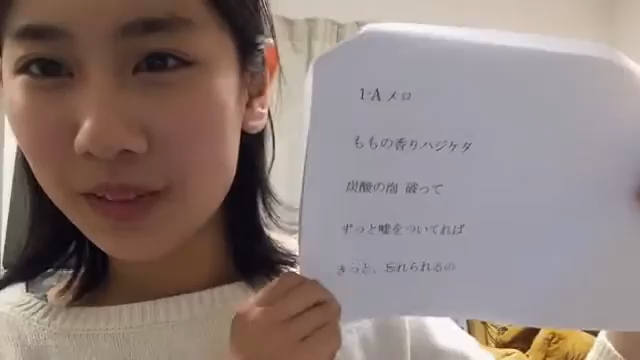 1・A メロ
ももの香りハジケタ
炭酸の泡 破って
ずっと嘘をついてれば
きっと、忘れられるの